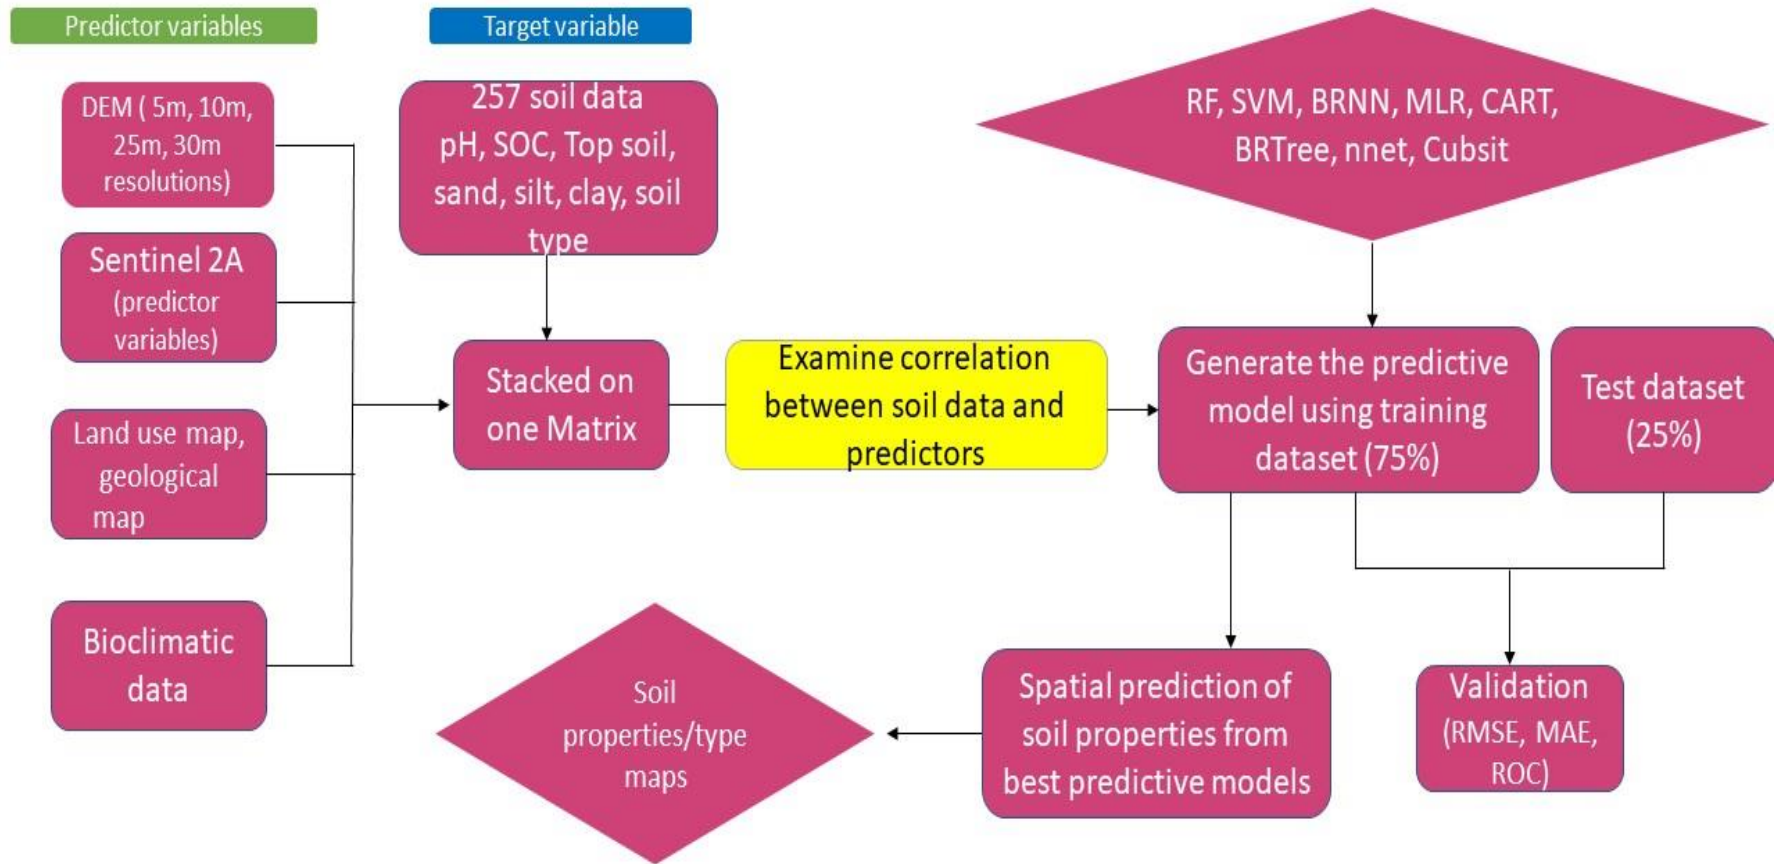 Predictor variables
Target variable
DEM ( 5m, 10m,
25m, 30m
resolutions)
257 soil data
pH, SOC, Top soil,
sand, silt, clay, soil
type
RF, SVM, BRNN, MLR, CART,
BRTree, nnet, Cubsit
Sentinel 2A
(predictor
variables)
Stacked on
one Matrix
Examine correlation
between soil data and
predictors
Generate the predictive
model using training
dataset (75%)
Test dataset
(25%)
Land use map,
geological
map
Bioclimatic
data
Soil
properties/type
maps
Spatial prediction of
soil properties from
best predictive models
Validation
(RMSE, MAE,
ROC)